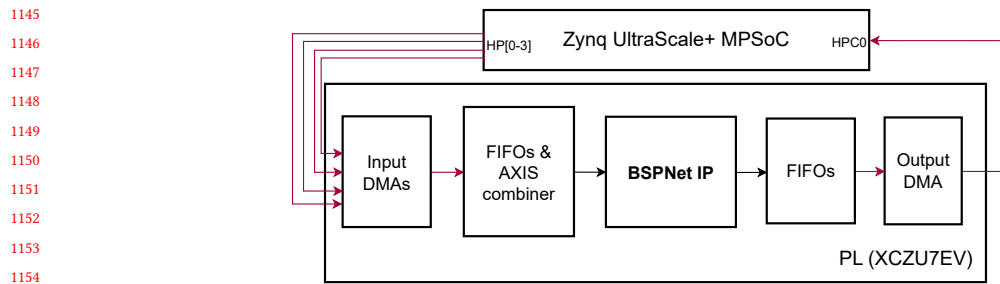 1145
1146
1147
1148
1149
1150
1151
1152
1153
1154
HP[0-3]
Zynq UltraScale+ MPSoC
HPC0
Input
DMAs
FIFOs &
AXIS
combiner
BSPNet IP
FIFOs
Output
DMA
PL (XCZU7EV)